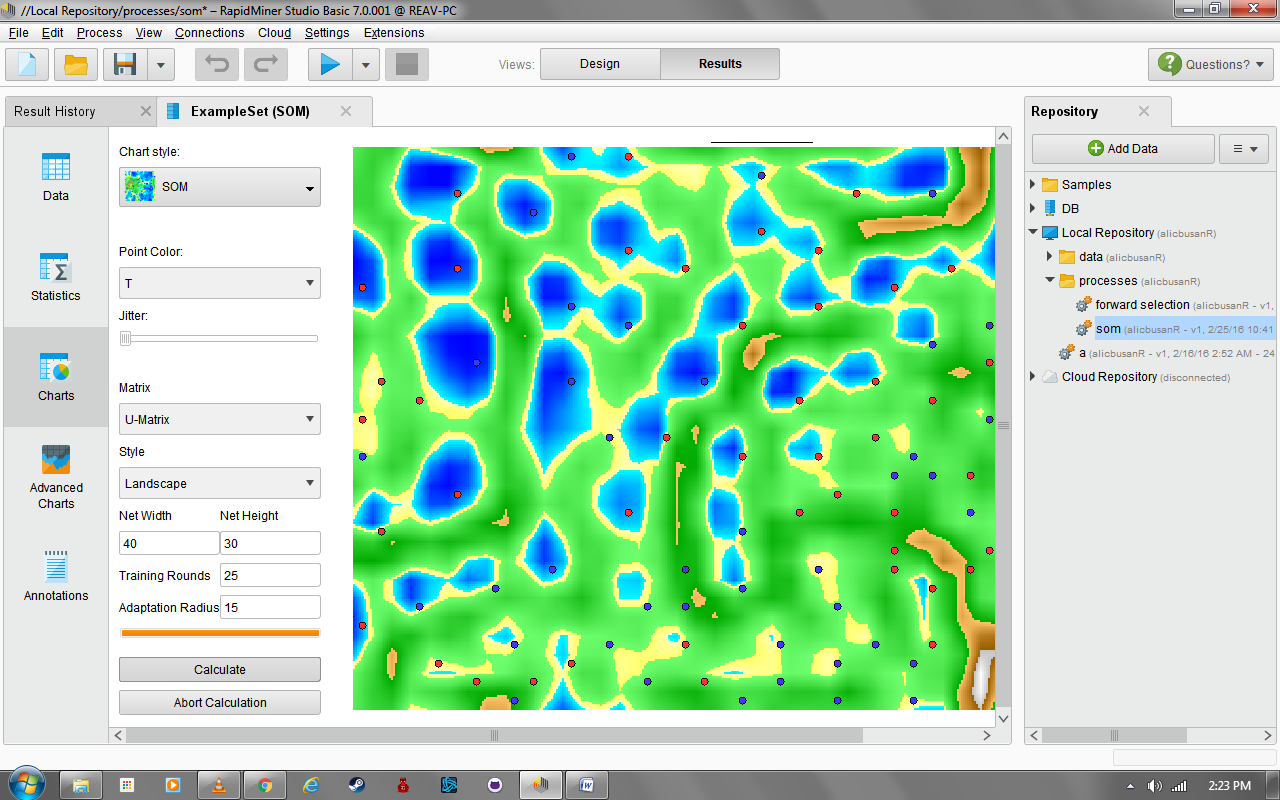 //Local Repository/processes/som* – RapidMiner Studio Basic 7.0.001 @ REAV-PC
File Edit Process View Connections Cloud Settings Extensions
Views: Design Results Questions?
Result History ExampleSet (SOM) Repository
Data
Statistics
Charts
Advanced Charts
Annotations
Chart style:
SOM
Point Color:
T
Jitter:
Matrix
U-Matrix
Style
Landscape
Net Width Net Height
40 30
Training Rounds 25
Adaptation Radius 15
Calculate
Abort Calculation
Add Data
Samples
DB
Local Repository (alicbusanR)
data (alicbusanR)
processes (alicbusanR)
forward selection (alicbusanR - v1,
som (alicbusanR - v1, 2/25/16 10:41
a (alicbusanR - v1, 2/16/16 2:52 AM - 24
Cloud Repository (disconnected)
2:23 PM